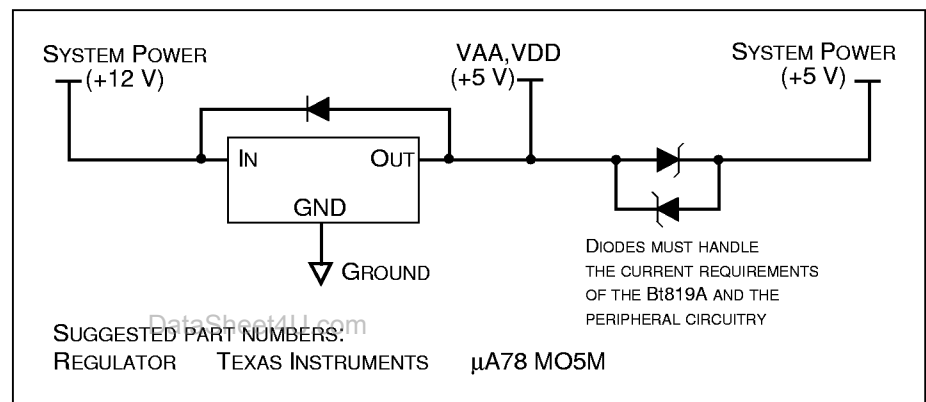 SYSTEM POWER
(+12 V)
VAA,VDD
(+5 V)
SYSTEM POWER
(+5 V)
IN
OUT
GND
GROUND
DIODES MUST HANDLE
THE CURRENT REQUIREMENTS
OF THE Bt819A AND THE
PERIPHERAL CIRCUITRY
DataSheet4U.com
SUGGESTED PART NUMBERS:
REGULATOR TEXAS INSTRUMENTS µA78 MO5M